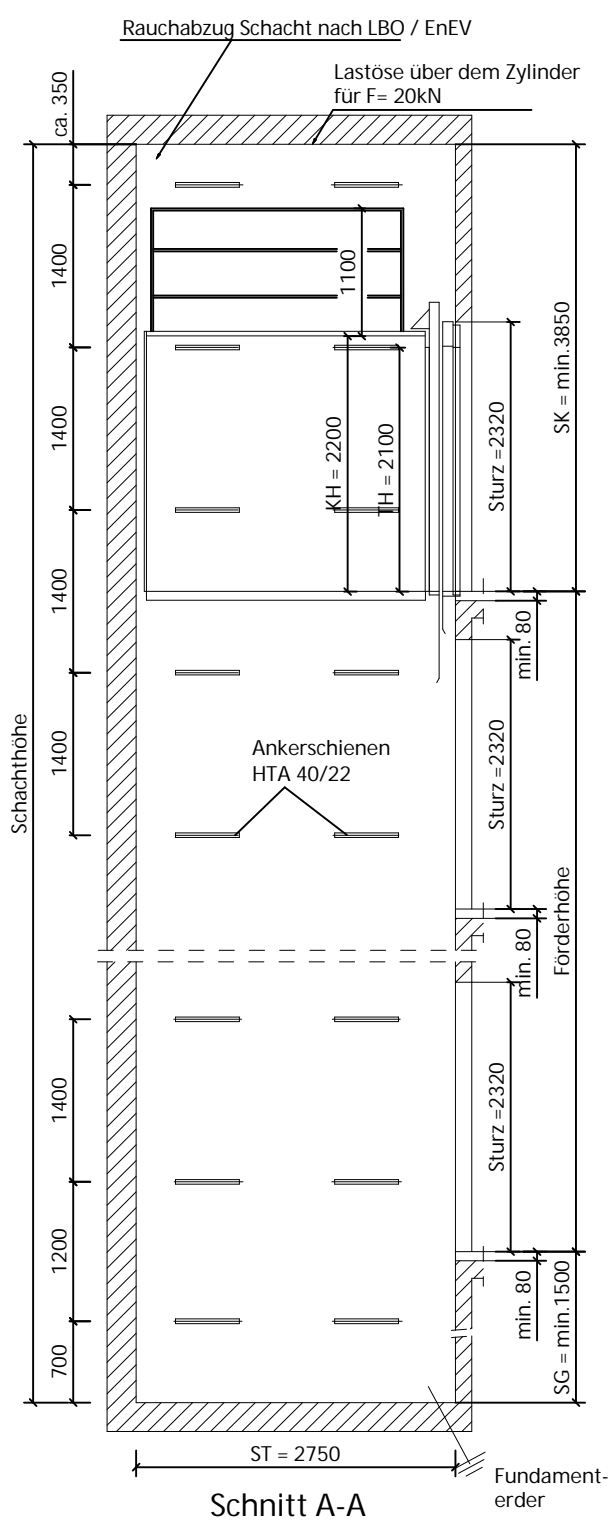 Rauchabzug Schacht nach LBO / EnEV
Lastöse über dem Zylinder
für F= 20kN
ca. 350
1400
1100
1400
KH = 2200
TH = 2100
Sturz =2320
SK = min.3850
1400
min. 80
Schachthöhe
1400
Ankerschienen
HTA 40/22
Sturz =2320
Förderhöhe
min. 80
1400
Sturz =2320
1200
min. 80
SG = min.1500
700
ST = 2750
Fundament-
erder
Schnitt A-A